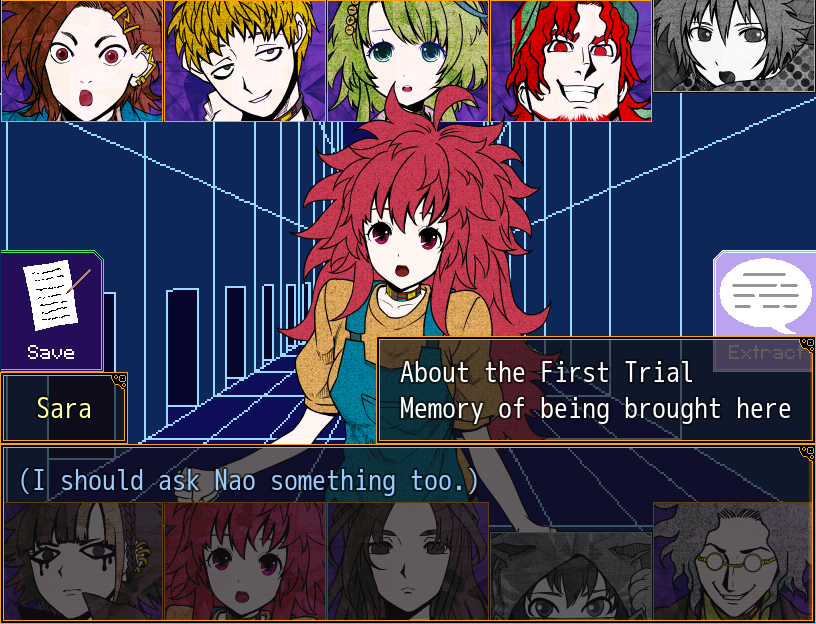 Save
Extract
About the First Trial
Memory of being brought here
Sara
(I should ask Nao something too.)